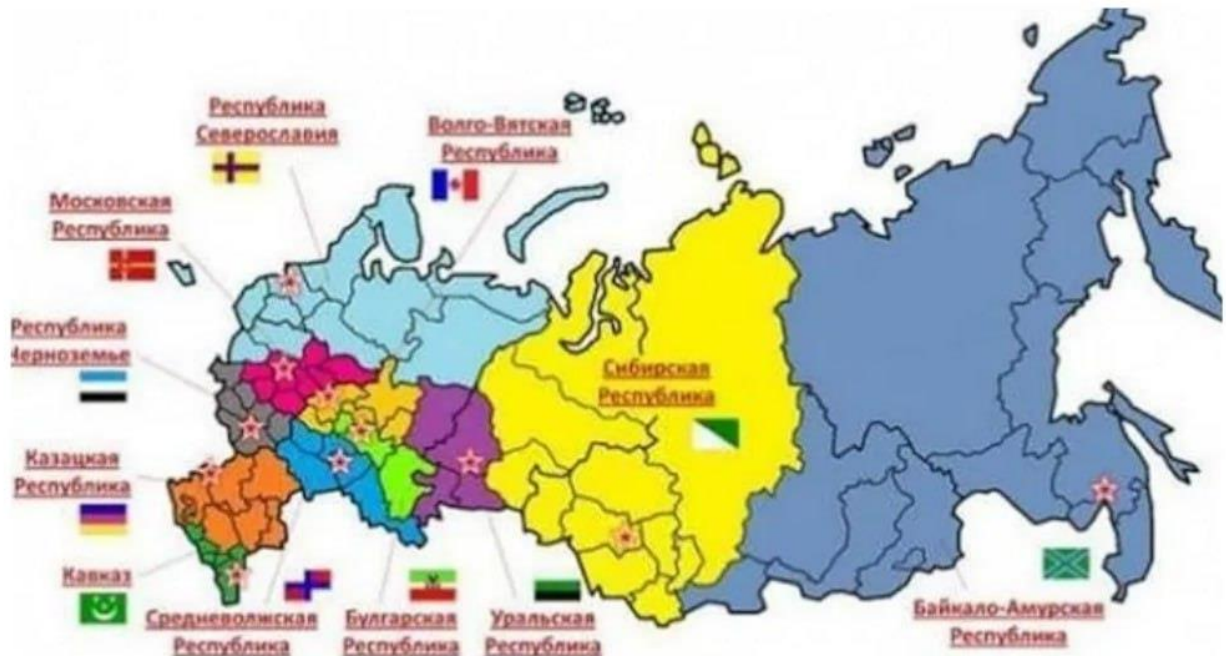 Республика
Северославия
Волго-Вятская
Республика
Московская
Республика
Республика
Черноземье
Сибирская
Республика
Казацкая
Республика
Кавказ
Средневолжская
Республика
Булгарская
Республика
Уральская
Республика
Байкало-Амурская
Республика